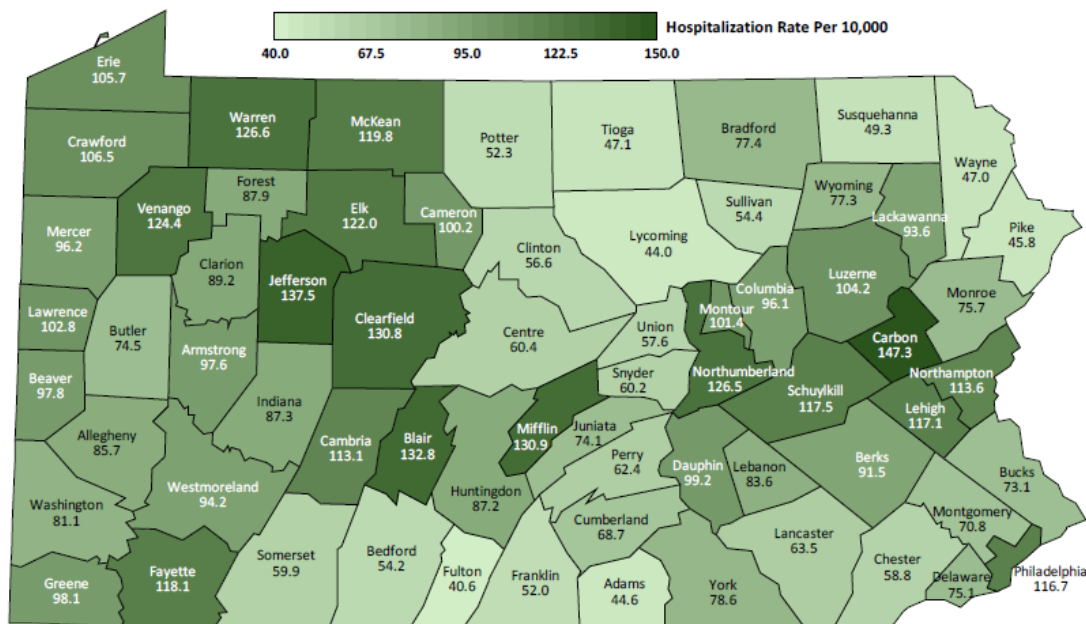 Hospitalization Rate Per 10,000
40.0 67.5 95.0 122.5 150.0
Erie
105.7
Crawford
106.5
Warren
126.6
McKean
119.8
Potter
52.3
Tioga
47.1
Bradford
77.4
Susquehanna
49.3
Wayne
47.0
Forest
87.9
Venango
124.4
Elk
122.0
Cameron
100.2
Mercer
96.2
Clarion
89.2
Clinton
56.6
Lycoming
44.0
Sullivan
54.4
Wyoming
77.3
Lackawanna
93.6
Pike
45.8
Jefferson
137.5
Clearfield
130.8
Lawrence
102.8
Butler
74.5
Armstrong
97.6
Centre
60.4
Union
57.6
Montour
101.4
Columbia
96.1
Luzerne
104.2
Monroe
75.7
Carbon
147.3
Beaver
97.8
Indiana
87.3
Snyder
60.2
Northumberland
126.5
Schuylkill
117.5
Northampton
113.6
Lehigh
117.1
Allegheny
85.7
Cambria
113.1
Blair
132.8
Mifflin
130.9
Juniata
74.1
Perry
62.4
Dauphin
99.2
Lebanon
83.6
Berks
91.5
Bucks
73.1
Westmoreland
94.2
Huntingdon
87.2
Washington
81.1
Cumberland
68.7
Lancaster
63.5
Montgomery
70.8
Greene
98.1
Fayette
118.1
Somerset
59.9
Bedford
54.2
Fulton
40.6
Franklin
52.0
Adams
44.6
York
78.6
Chester
58.8
Delaware
75.1
Philadelphia
116.7